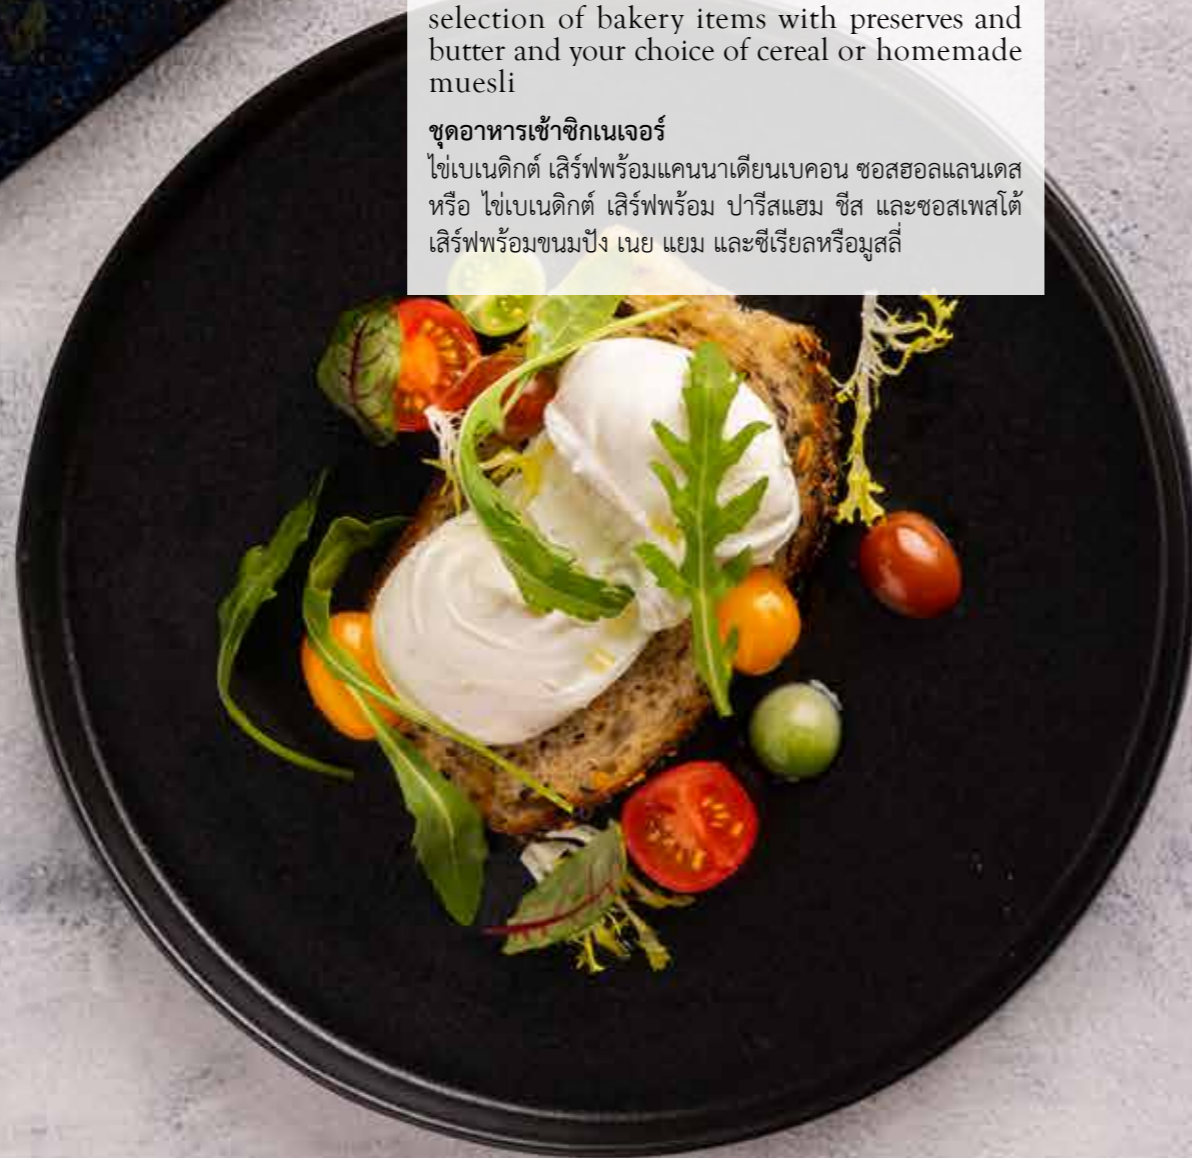 selection of bakery items with preserves and
butter and your choice of cereal or homemade
muesli
ชุดอาหารเช้าซิกเนเจอร์
ไข่เบเนดิกต์ เสิร์ฟพร้อมแคนนาเดียนเบคอน ซอสฮอลแลนเดส
หรือ ไข่เบเนดิกต์ เสิร์ฟพร้อม ปารีสแฮม ชีส และซอสเพสโต้
เสิร์ฟพร้อมขนมปัง เนย แยม และซีเรียลหรือมูสลี่